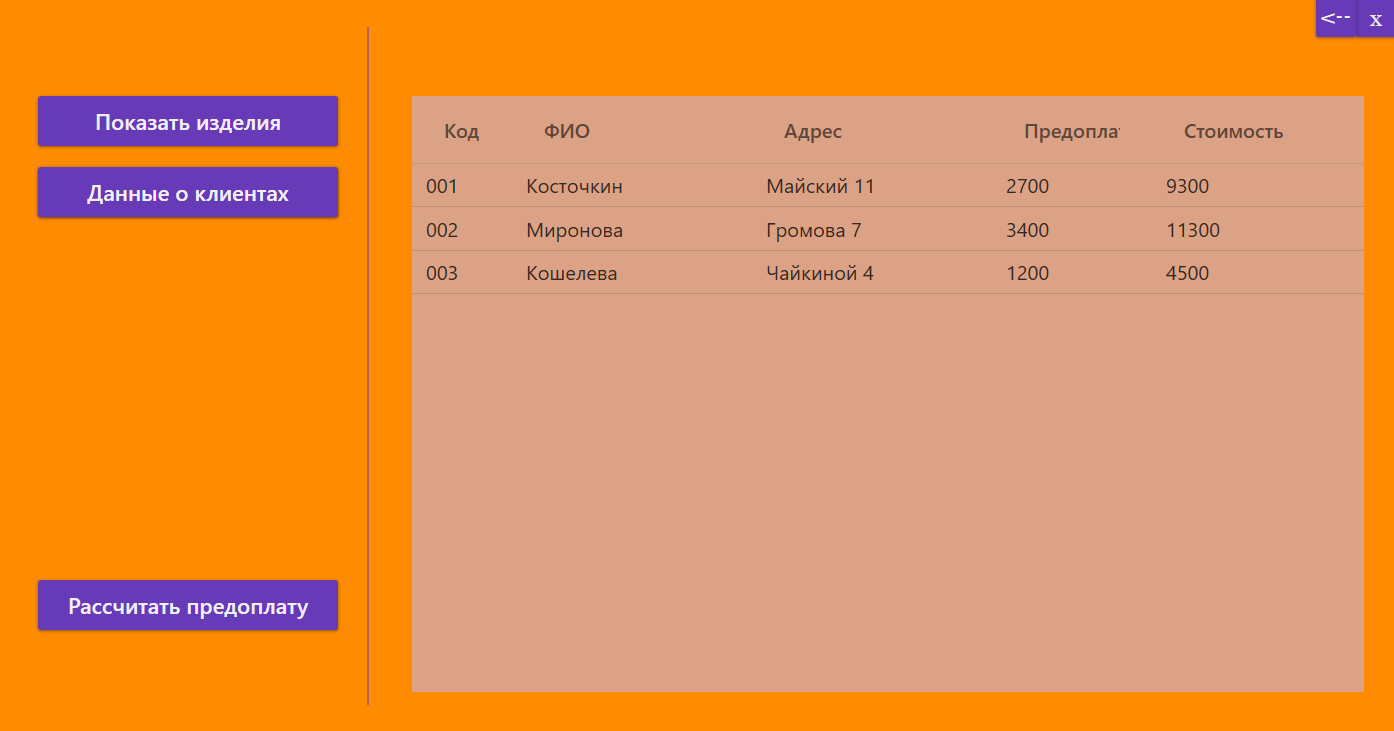 <-- x
Показать изделия
Данные о клиентах
Рассчитать предоплату
Код ФИО Адрес Предопла Стоимость
001 Косточкин Майский 11 2700 9300
002 Миронова Громова 7 3400 11300
003 Кошелева Чайкиной 4 1200 4500